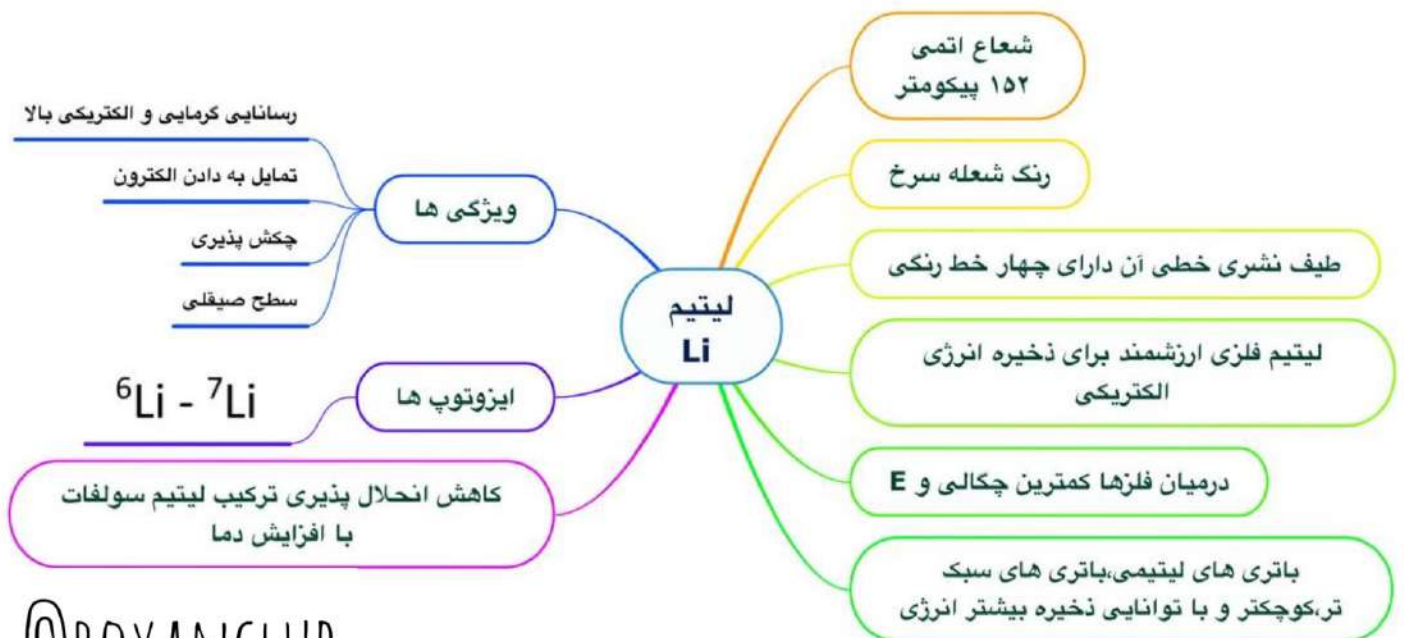 لیتیم
Li
شعاع اتمی
۱۵۲ پیکومتر
رنگ شعله سرخ
طیف نشری خطی آن دارای چهار خط رنگی
لیتیم فلزی ارزشمند برای ذخیره انرژی
الکتریکی
درمیان فلزها کمترین چگالی و E
باتری های لیتیمی،باتری های سبک
تر،کوچکتر و با توانایی ذخیره بیشتر انرژی
ویژگی ها
رسانایی گرمایی و الکتریکی بالا
تمایل به دادن الکترون
چکش پذیری
سطح صیقلی
ایزوتوپ ها
⁶Li - ⁷Li
کاهش انحلال پذیری ترکیب لیتیم سولفات
با افزایش دما